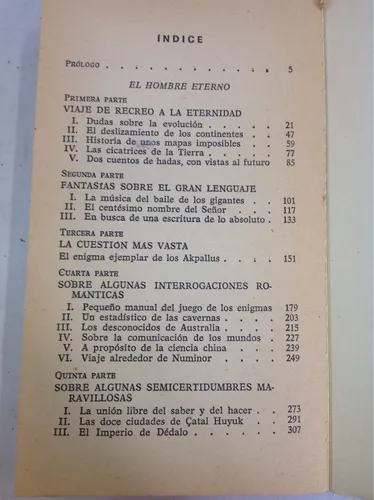 INDICE
PRÓLOGO . . . . . . . . . . . 5
EL HOMBRE ETERNO
PRIMERA PARTE
VIAJE DE RECREO A LA ETERNIDAD
I. Dudas sobre la evolución . . . . . 21
II. El deslizamiento de los continentes . . 47
III. Historia de unos mapas imposibles . . 59
IV. Las cicatrices de la Tierra . . . . 77
V. Dos cuentos de hadas, con vistas al futuro 85
SEGUNDA PARTE
FANTASIAS SOBRE EL GRAN LENGUAJE
I. La música del baile de los gigantes . . 101
II. El centésimo nombre del Señor . . . 117
III. En busca de una escritura de lo absoluto . 133
TERCERA PARTE
LA CUESTION MAS VASTA
El enigma ejemplar de los Akpallus . . . 151
CUARTA PARTE
SOBRE ALGUNAS INTERROGACIONES RO-
MANTICAS
I. Pequeño manual del juego de los enigmas 179
II. Un estadístico de las cavernas . . . . 203
III. Los desconocidos de Australia . . . . 215
IV. Sobre la comunicación de los mundos . . 227
V. A propósito de la ciencia china . . . 239
VI. Viaje alrededor de Numinor . . . . 249
QUINTA PARTE
SOBRE ALGUNAS SEMICERTIDUMBRES MA-
RAVILLOSAS
I. La unión libre del saber y del hacer . . 273
II. Las doce ciudades de Çatal Huyuk . . 291
III. El Imperio de Dédalo . . . . . . 307